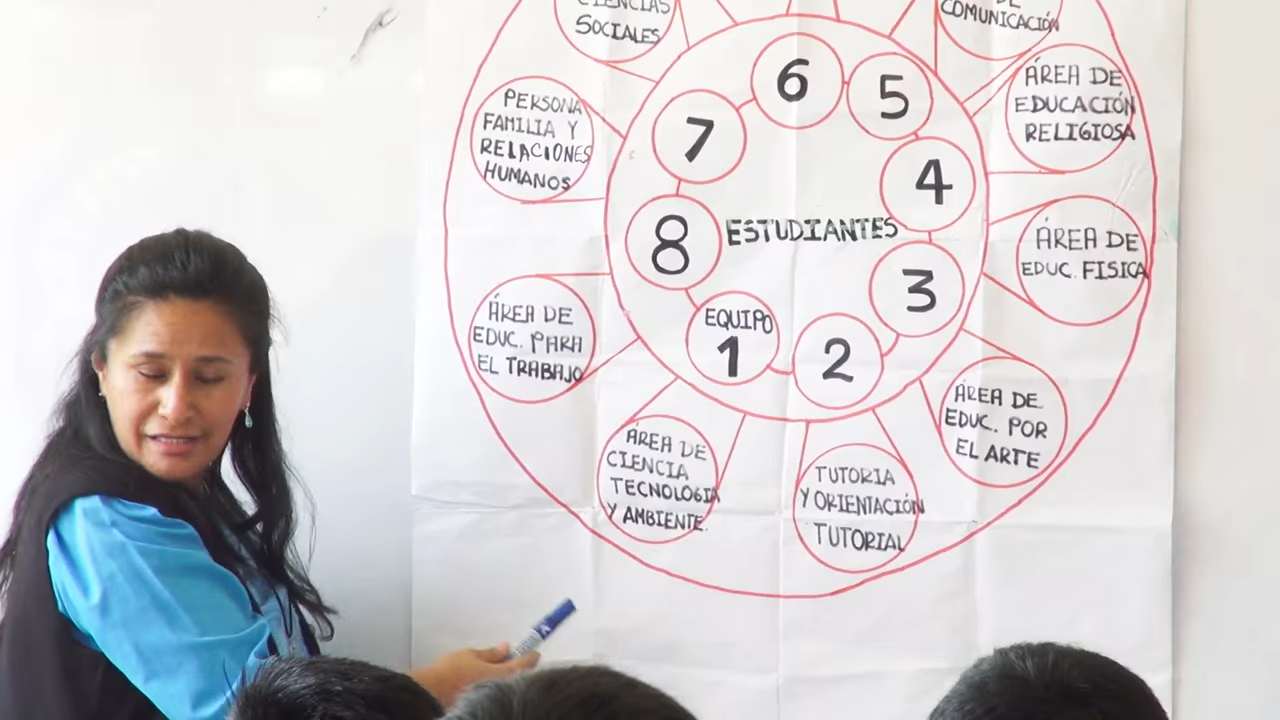 CIENCIAS
SOCIALES
DE
COMUNICACIÓN
ÁREA DE
EDUCACIÓN
RELIGIOSA
PERSONA
FAMILIA Y
RELACIONES
HUMANOS
6
5
7
4
8
ESTUDIANTES
3
EQUIPO
1
2
ÁREA DE
EDUC. FISICA
ÁREA DE
EDUC. PARA
EL TRABAJO
ÁREA DE
EDUC. POR
EL ARTE
ÁREA DE
CIENCIA
TECNOLOGIA
Y AMBIENTE.
TUTORIA
Y ORIENTACIÓN
TUTORIAL